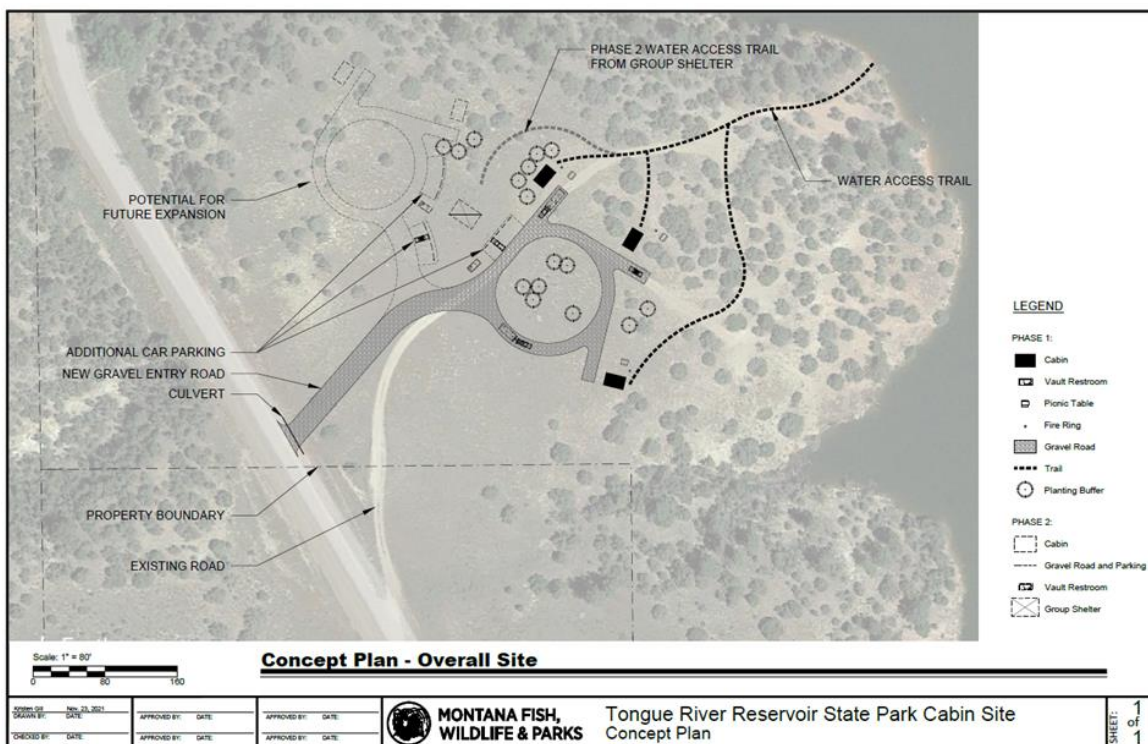 PHASE 2 WATER ACCESS TRAIL
FROM GROUP SHELTER
WATER ACCESS TRAIL
POTENTIAL FOR
FUTURE EXPANSION
ADDITIONAL CAR PARKING
NEW GRAVEL ENTRY ROAD
CULVERT
PROPERTY BOUNDARY
EXISTING ROAD
LEGEND
PHASE 1:
Cabin
Vault Restroom
Picnic Table
Fire Ring
Gravel Road
Trail
Planting Buffer
PHASE 2:
Cabin
Gravel Road and Parking
Vault Restroom
Group Shelter
Scale: 1" = 80'
0 80 160
Concept Plan - Overall Site
Kristen Gill Nov. 23, 2021
DRAWN BY: DATE:
CHECKED BY: DATE:
APPROVED BY: DATE:
APPROVED BY: DATE:
APPROVED BY: DATE:
APPROVED BY: DATE:
MONTANA FISH,
WILDLIFE & PARKS
Tongue River Reservoir State Park Cabin Site
Concept Plan
SHEET:
1
of
1